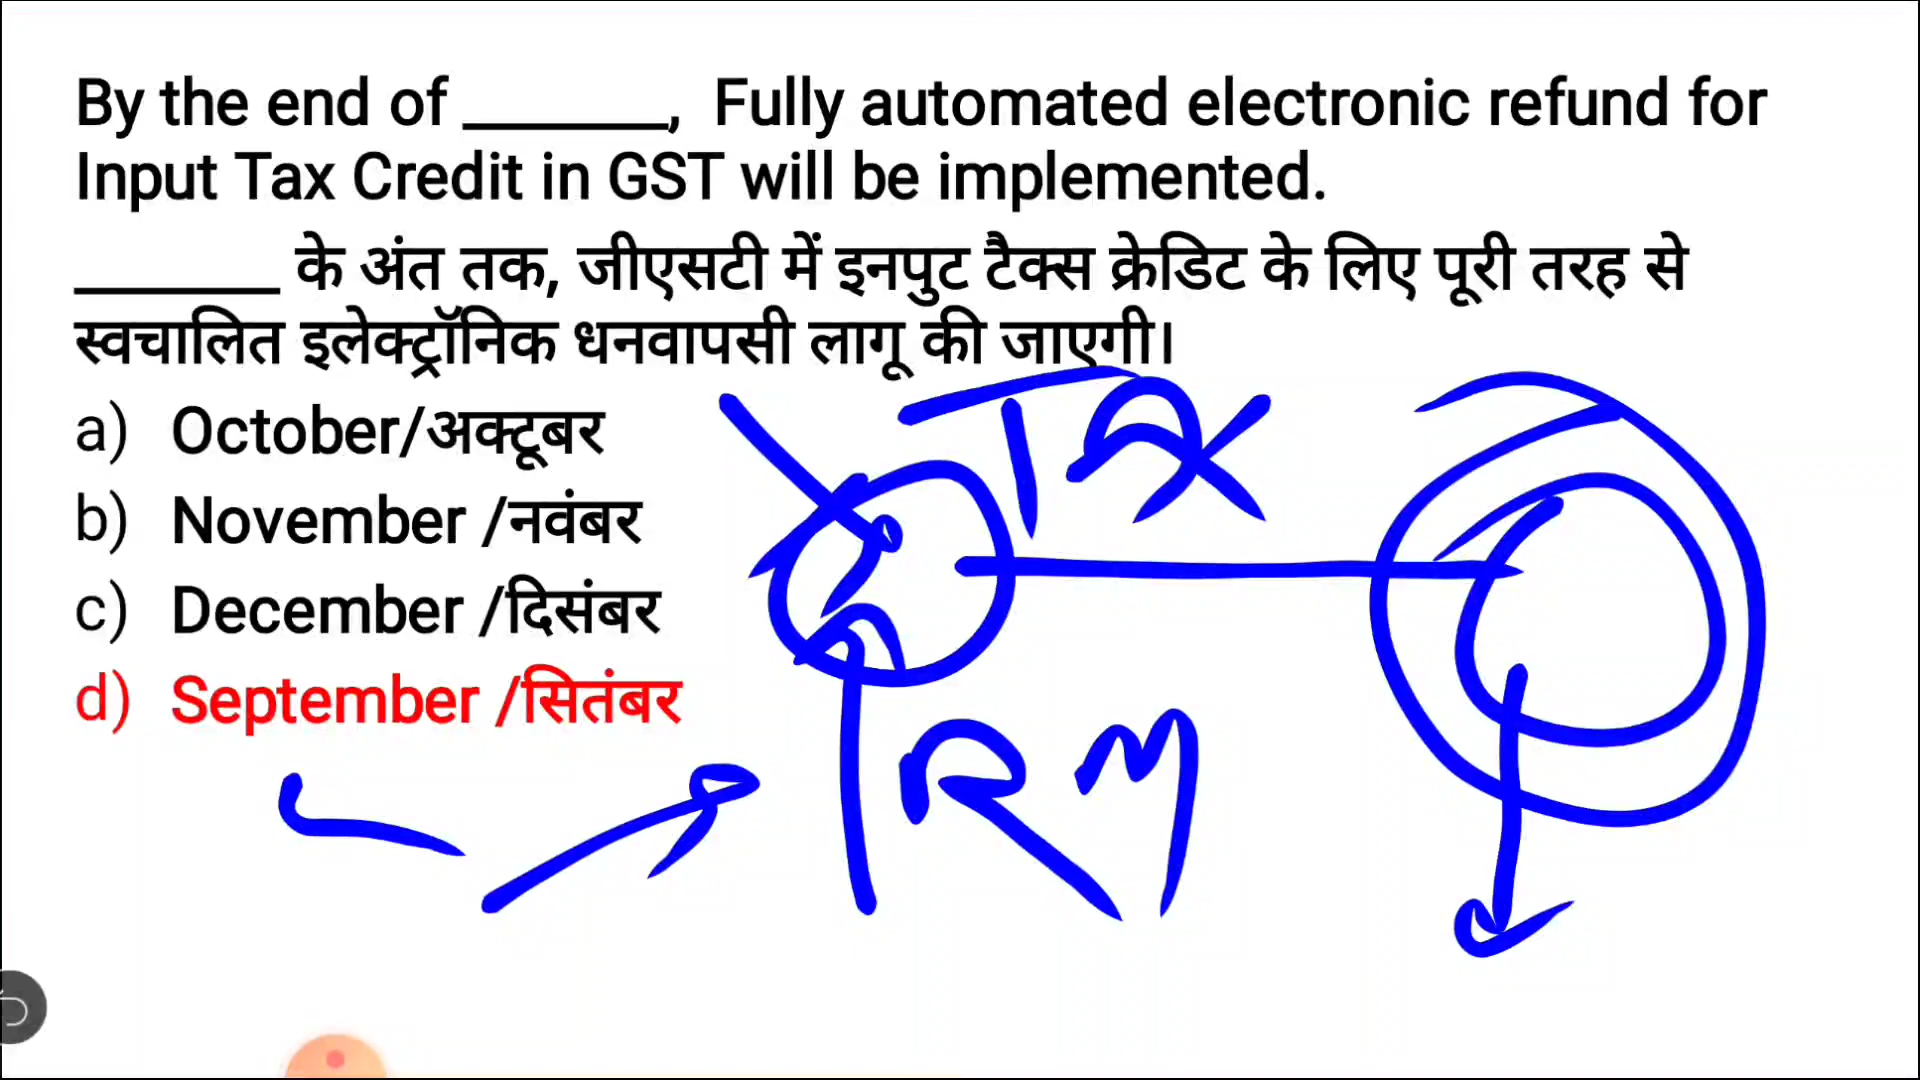 By the end of ______, Fully automated electronic refund for
Input Tax Credit in GST will be implemented.
______ के अंत तक, जीएसटी में इनपुट टैक्स क्रेडिट के लिए पूरी तरह से
स्वचालित इलेक्ट्रॉनिक धनवापसी लागू की जाएगी।
a) October/अक्टूबर
b) November /नवंबर
c) December /दिसंबर
d) September /सितंबर
Tax
RM